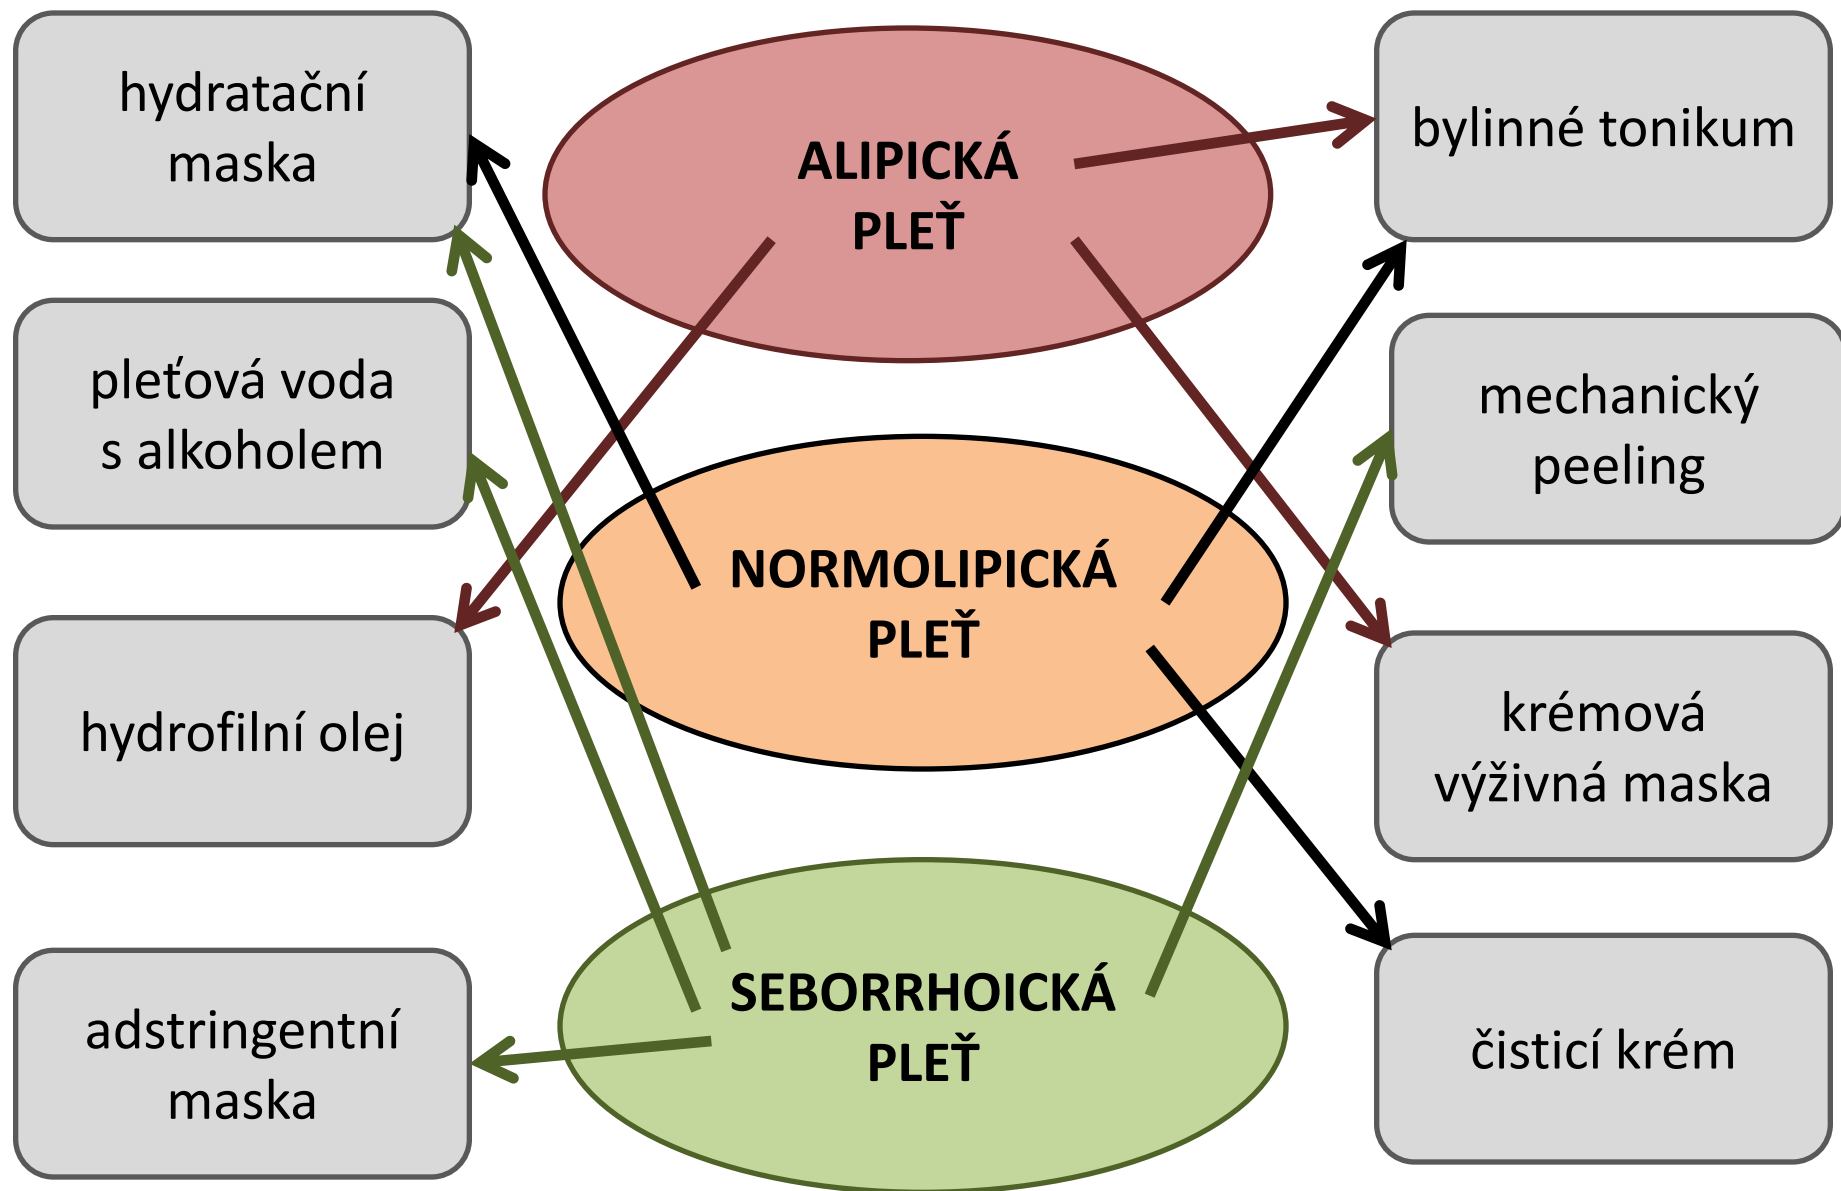 hydratační
maska
pleťová voda
s alkoholem
hydrofilní olej
adstringentní
maska
ALIPICKÁ
PLEŤ
NORMOLIPICKÁ
PLEŤ
SEBORRHOICKÁ
PLEŤ
bylinné tonikum
mechanický
peeling
krémová
výživná maska
čisticí krém